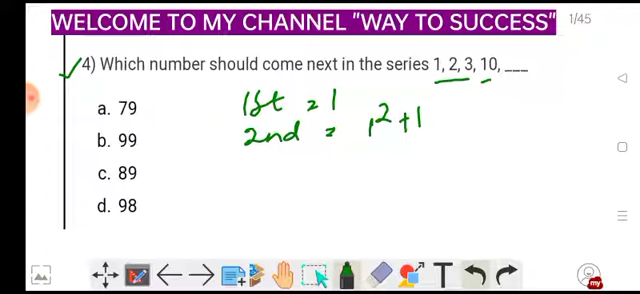 WELCOME TO MY CHANNEL "WAY TO SUCCESS"
1/45
4) Which number should come next in the series 1, 2, 3, 10, ___
1st = 1
a. 79
2nd = 1²+1
b. 99
c. 89
d. 98
T
my